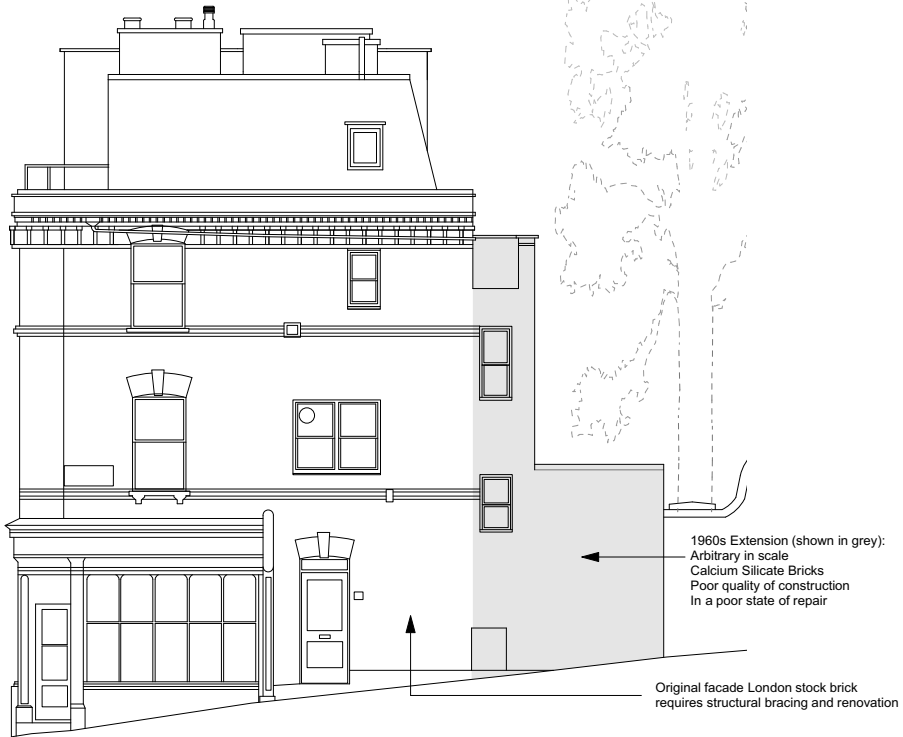 1960s Extension (shown in grey):
Arbitrary in scale
Calcium Silicate Bricks
Poor quality of construction
In a poor state of repair
Original facade London stock brick
requires structural bracing and renovation